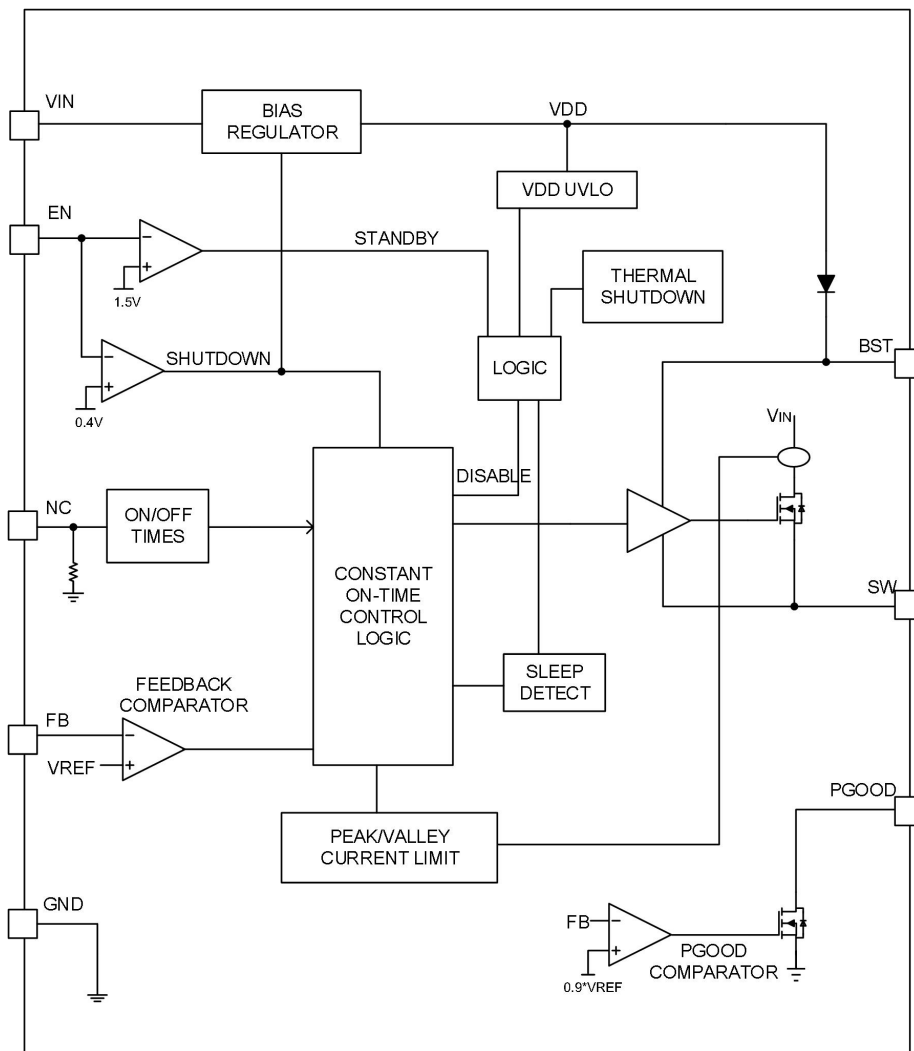 VIN
BIAS
REGULATOR
VDD
VDD UVLO
EN
STANDBY
1.5V
THERMAL
SHUTDOWN
SHUTDOWN
0.4V
LOGIC
BST
VIN
DISABLE
NC
ON/OFF
TIMES
CONSTANT
ON-TIME
CONTROL
LOGIC
SW
SLEEP
DETECT
FEEDBACK
COMPARATOR
FB
VREF
PGOOD
PEAK/VALLEY
CURRENT LIMIT
GND
FB
0.9*VREF
PGOOD
COMPARATOR